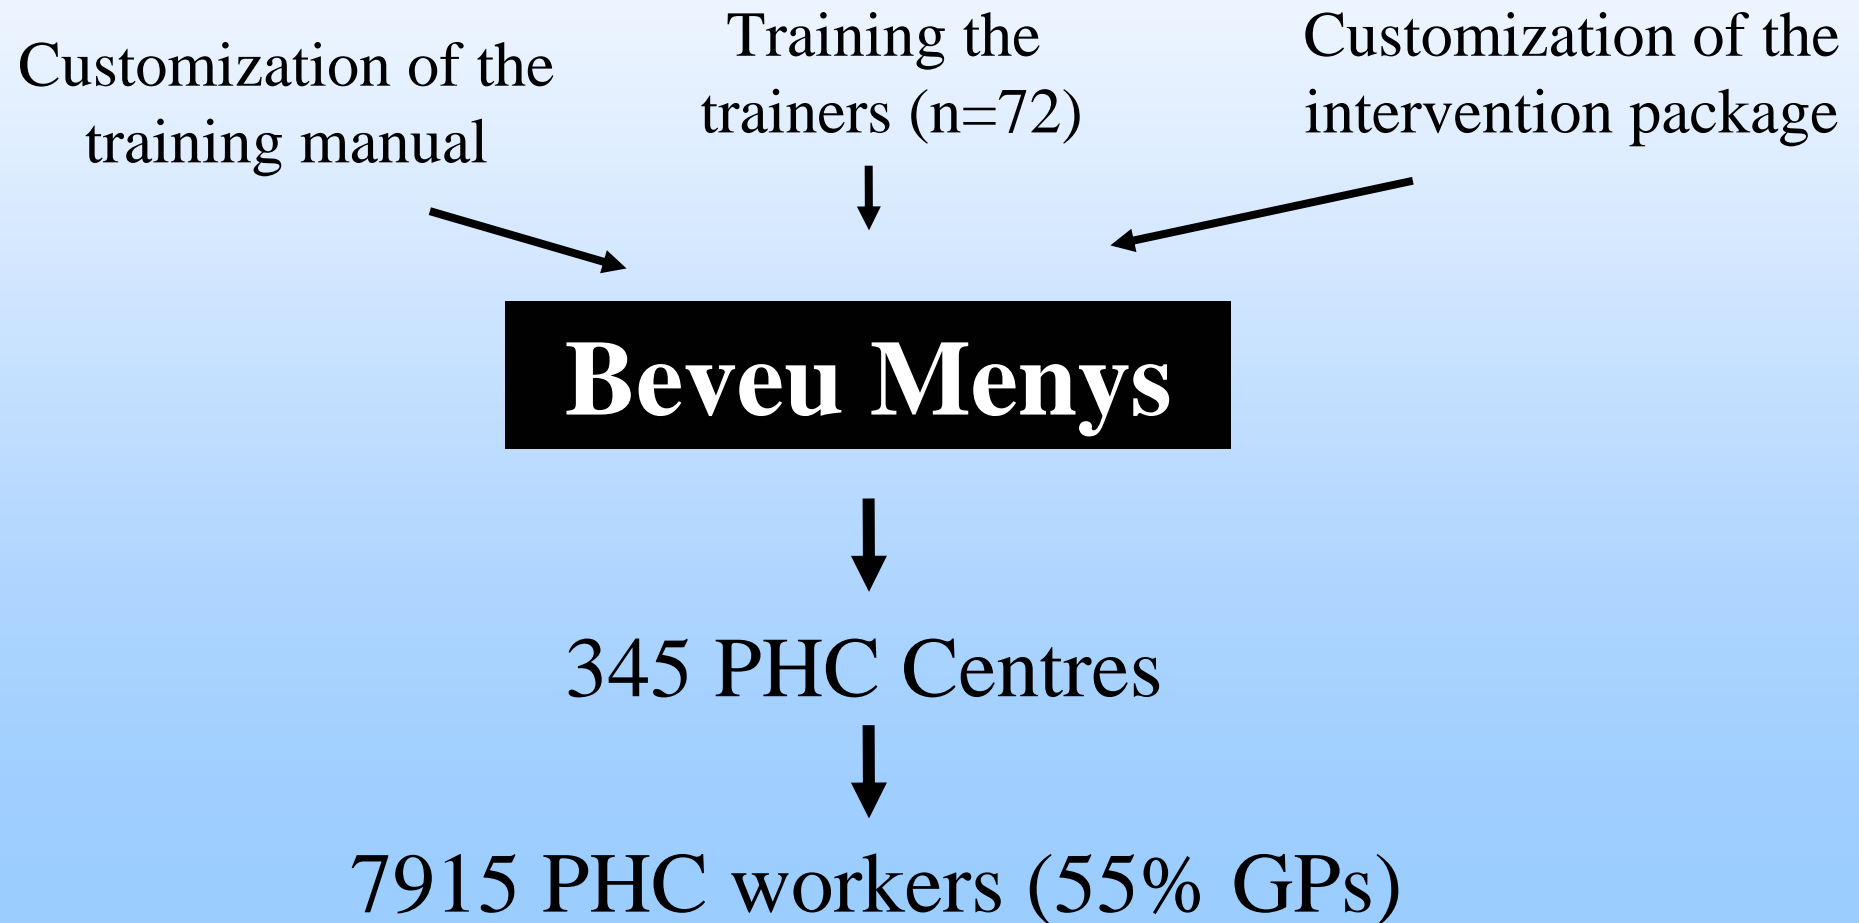 Customization of the
training manual
Training the
trainers (n=72)
Customization of the
intervention package
Beveu Menys
345 PHC Centres
7915 PHC workers (55% GPs)